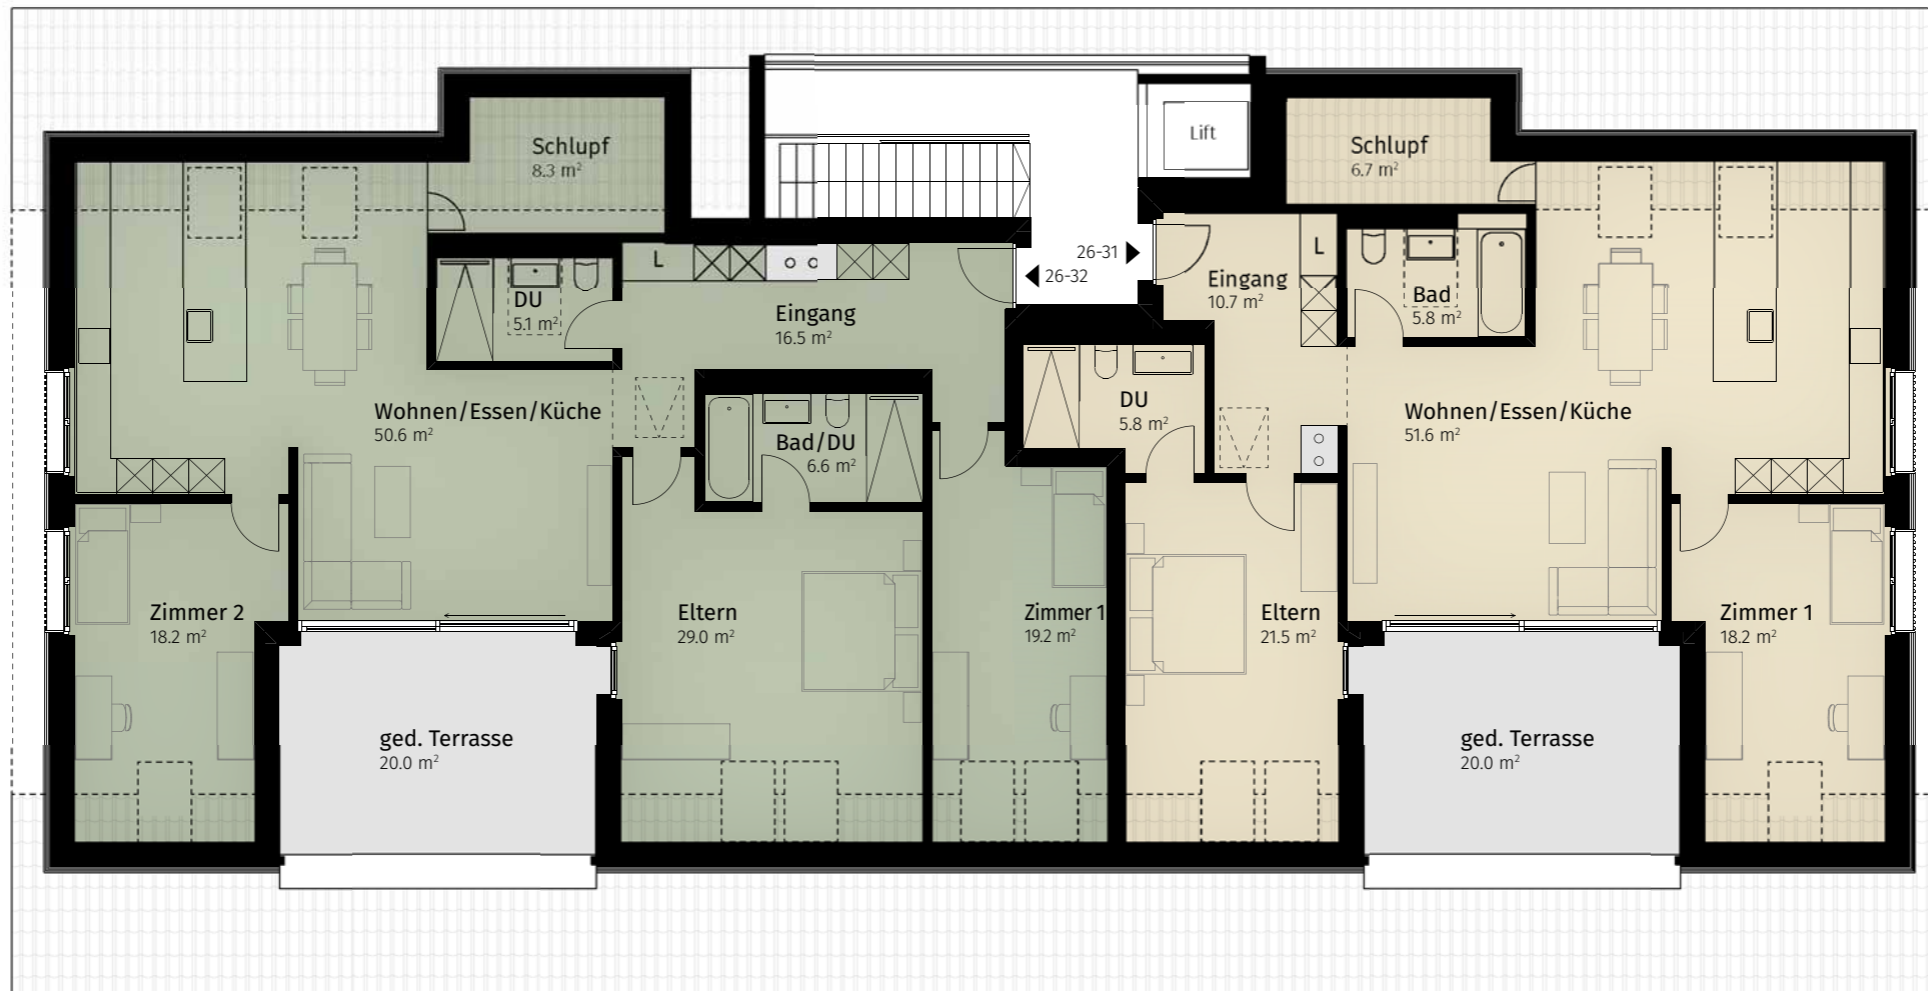 Schlupf
8.3 m²
Lift
Schlupf
6.7 m²
L
26-31
26-32
L
Eingang
10.7 m²
DU
5.1 m²
Eingang
16.5 m²
Bad
5.8 m²
Wohnen/Essen/Küche
50.6 m²
Bad/DU
6.6 m²
DU
5.8 m²
Wohnen/Essen/Küche
51.6 m²
Zimmer 2
18.2 m²
Eltern
29.0 m²
Zimmer 1
19.2 m²
Eltern
21.5 m²
Zimmer 1
18.2 m²
ged. Terrasse
20.0 m²
ged. Terrasse
20.0 m²